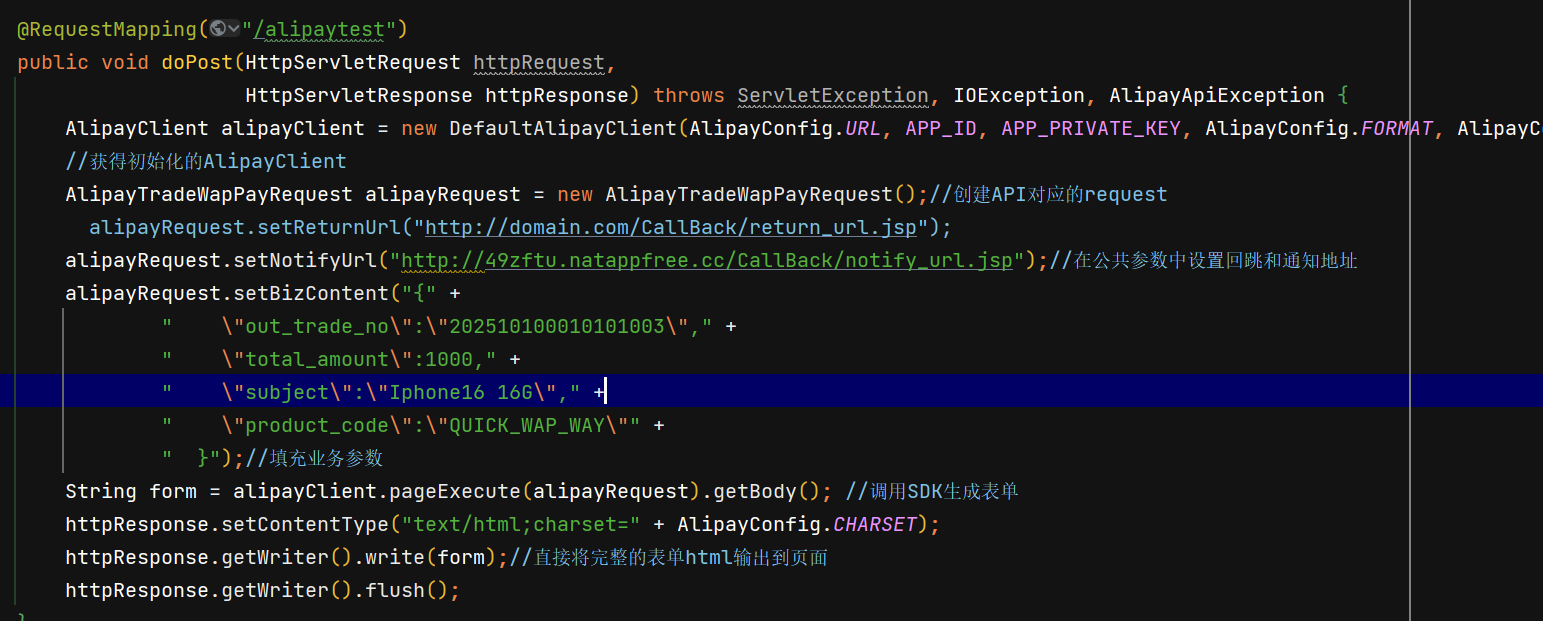 @RequestMapping("/alipaytest")
public void doPost(HttpServletRequest httpRequest,
HttpServletResponse httpResponse) throws ServletException, IOException, AlipayApiException {
AlipayClient alipayClient = new DefaultAlipayClient(AlipayConfig.URL, APP_ID, APP_PRIVATE_KEY, AlipayConfig.FORMAT, AlipayC
//获得初始化的AlipayClient
AlipayTradeWapPayRequest alipayRequest = new AlipayTradeWapPayRequest();//创建API对应的request
alipayRequest.setReturnUrl("http://domain.com/CallBack/return_url.jsp");
alipayRequest.setNotifyUrl("http://49zftu.natappfree.cc/CallBack/notify_url.jsp");//在公共参数中设置回跳和通知地址
alipayRequest.setBizContent("{" +
"    \"out_trade_no\":\"202510100010101003\"," +
"    \"total_amount\":1000," +
"    \"subject\":\"Iphone16 16G\"," +
"    \"product_code\":\"QUICK_WAP_WAY\"" +
"  }");//填充业务参数
String form = alipayClient.pageExecute(alipayRequest).getBody(); //调用SDK生成表单
httpResponse.setContentType("text/html;charset=" + AlipayConfig.CHARSET);
httpResponse.getWriter().write(form);//直接将完整的表单html输出到页面
httpResponse.getWriter().flush();
}